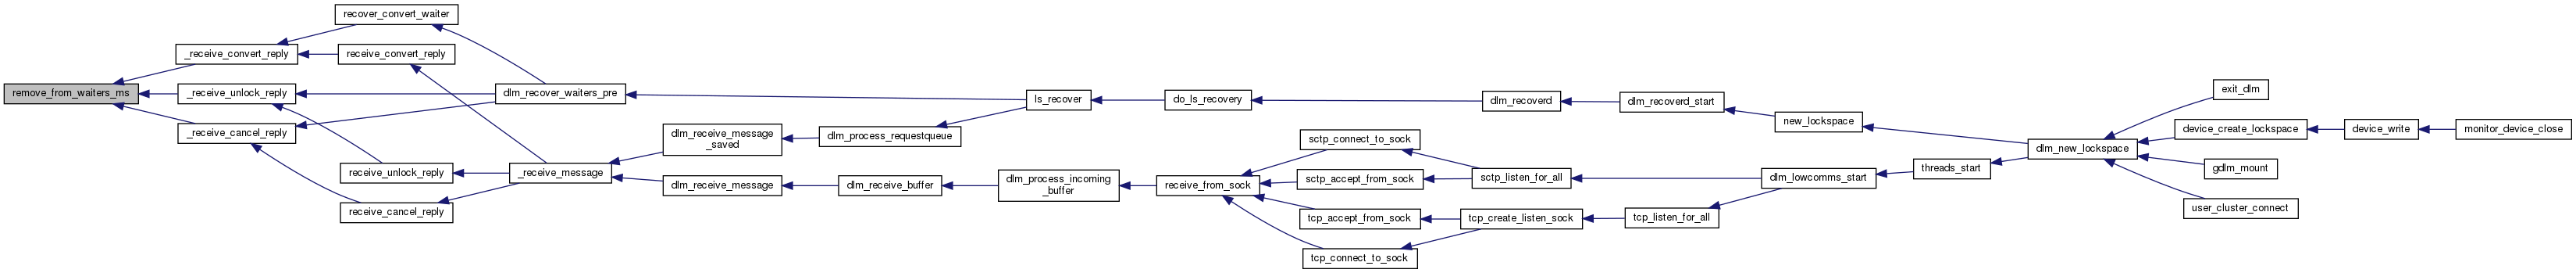 remove_from_waiters_ms
_receive_convert_reply
_receive_unlock_reply
_receive_cancel_reply
recover_convert_waiter
receive_convert_reply
receive_unlock_reply
receive_cancel_reply
dlm_recover_waiters_pre
_receive_message
dlm_receive_message
_saved
dlm_receive_message
dlm_process_requestqueue
dlm_receive_buffer
ls_recover
dlm_process_incoming
_buffer
do_ls_recovery
receive_from_sock
sctp_connect_to_sock
sctp_accept_from_sock
tcp_accept_from_sock
tcp_connect_to_sock
dlm_recoverd
sctp_listen_for_all
tcp_create_listen_sock
dlm_recoverd_start
tcp_listen_for_all
new_lockspace
dlm_lowcomms_start
threads_start
dlm_new_lockspace
exit_dlm
device_create_lockspace
gdlm_mount
user_cluster_connect
device_write
monitor_device_close